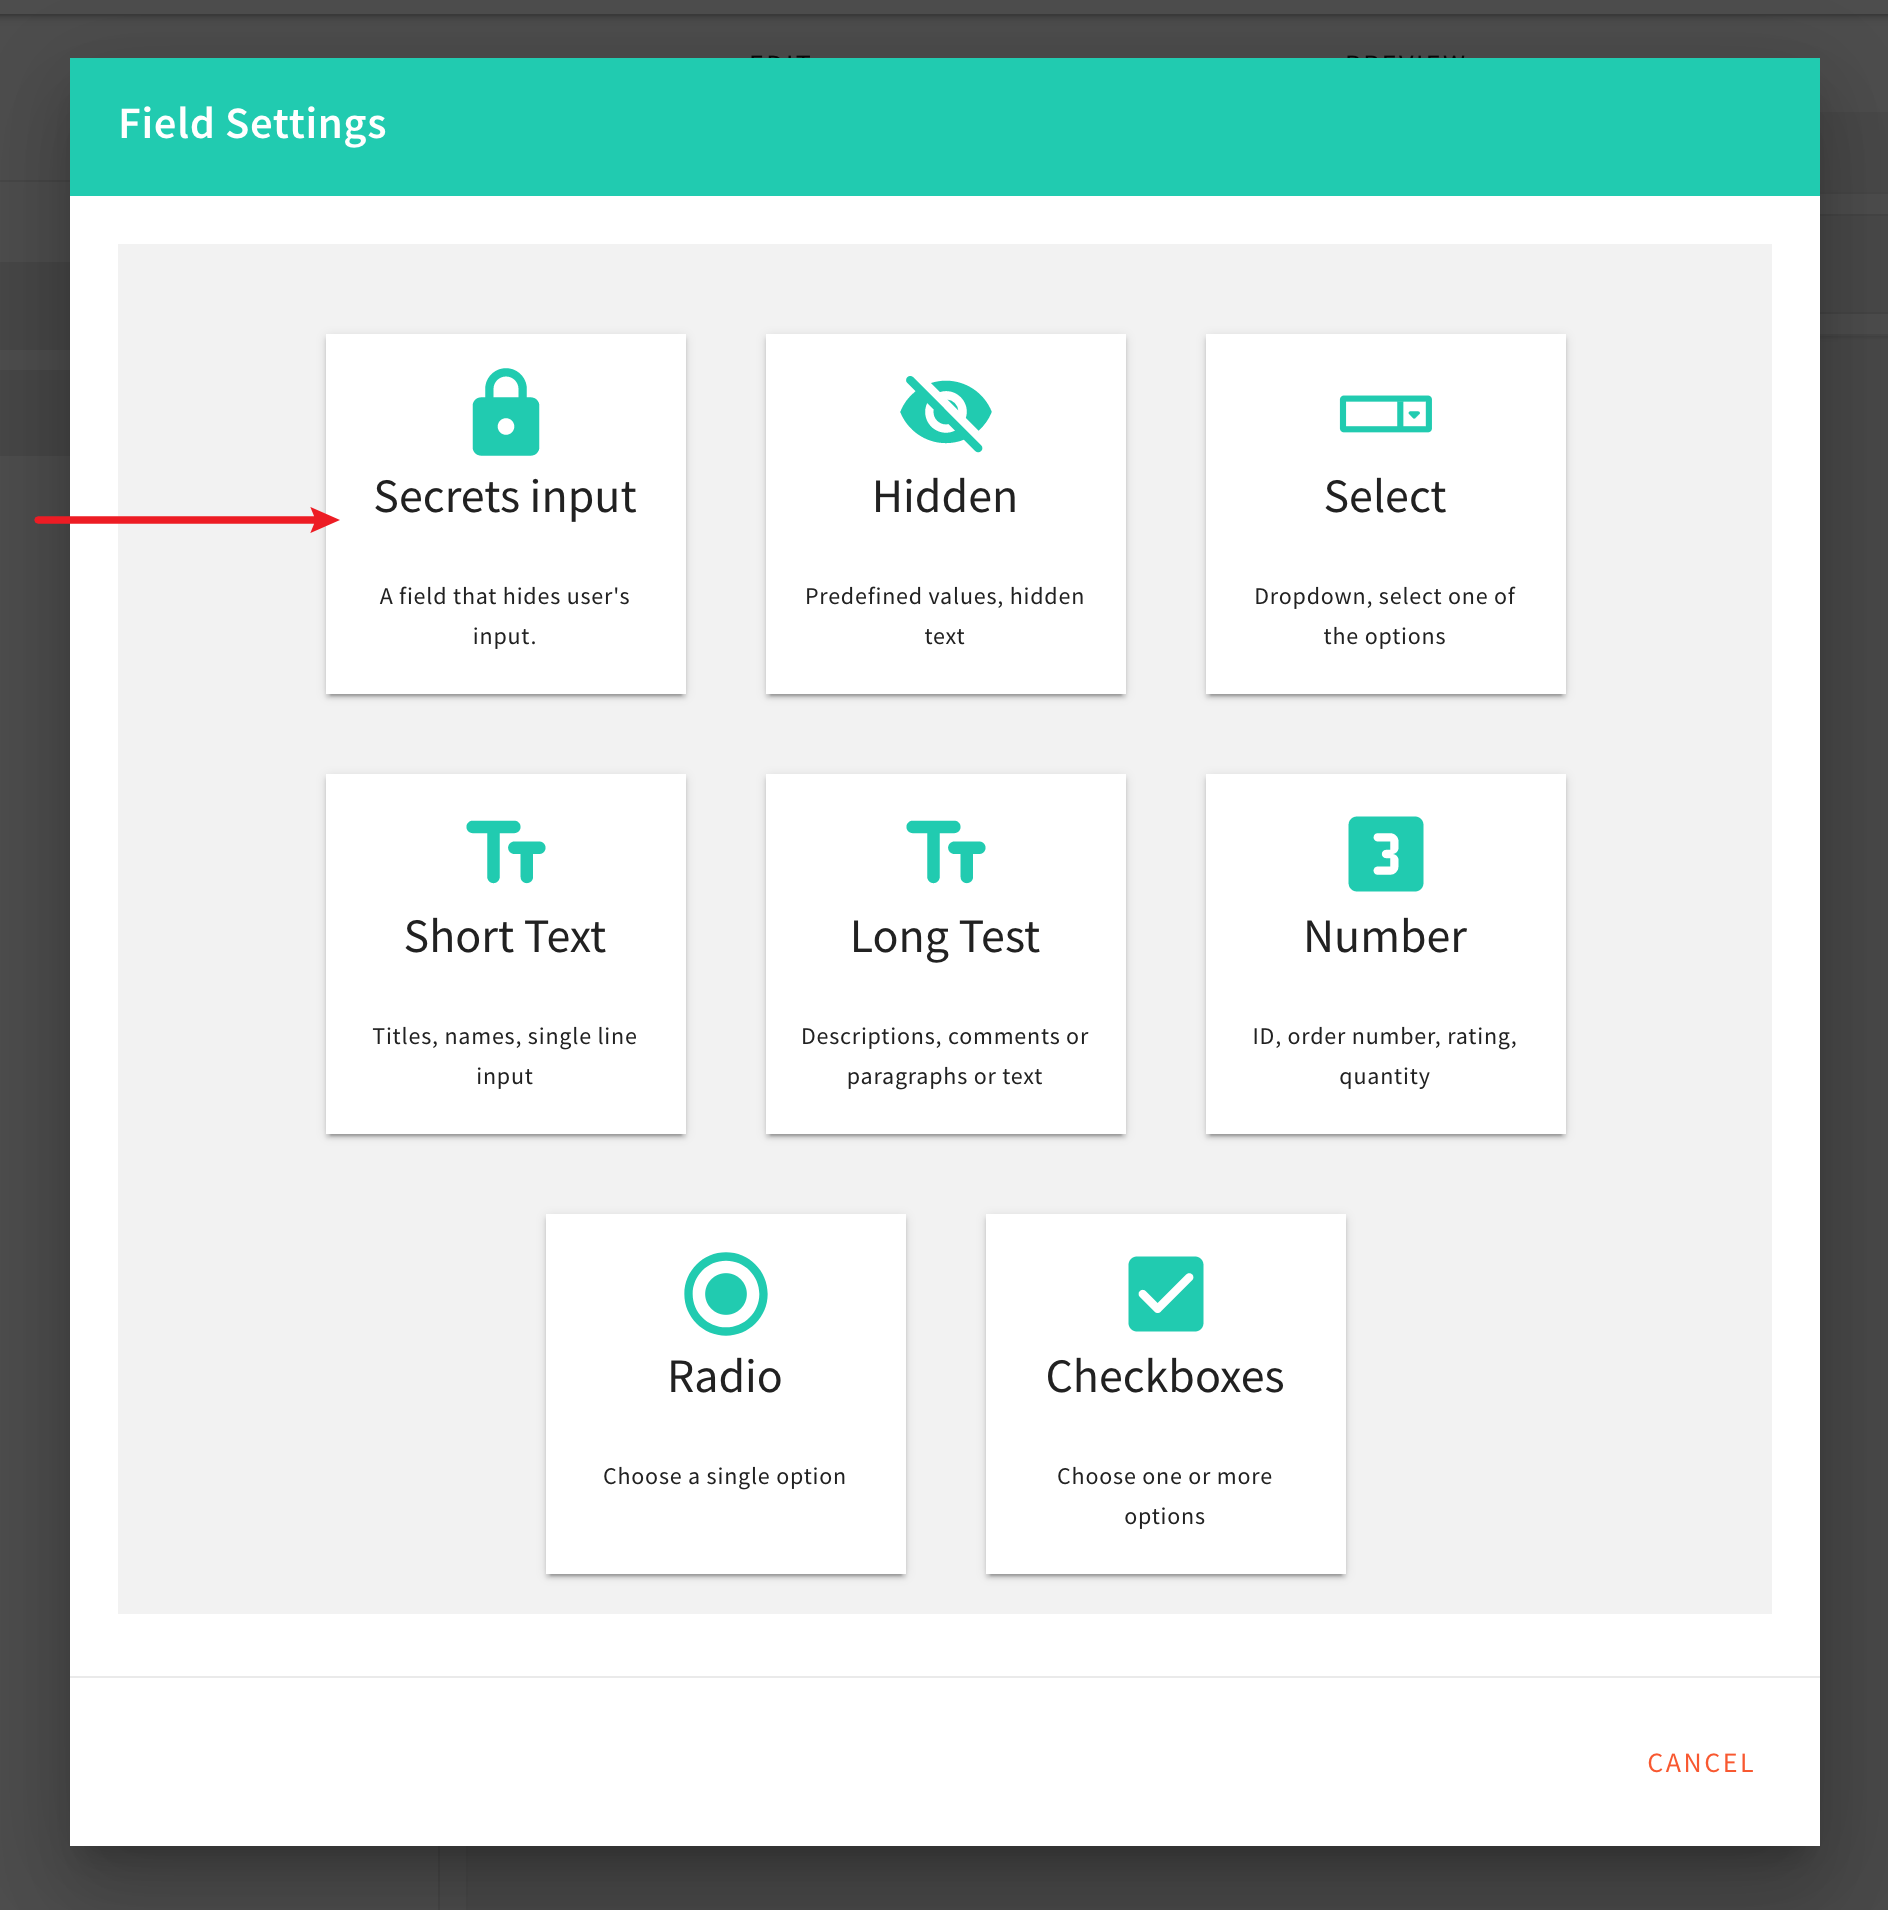 EDIT
PREVIEW
Field Settings
Secrets input
A field that hides user's
input.
Hidden
Predefined values, hidden
text
Select
Dropdown, select one of
the options
Short Text
Titles, names, single line
input
Long Test
Descriptions, comments or
paragraphs or text
3
Number
ID, order number, rating,
quantity
Radio
Choose a single option
Checkboxes
Choose one or more
options
CANCEL